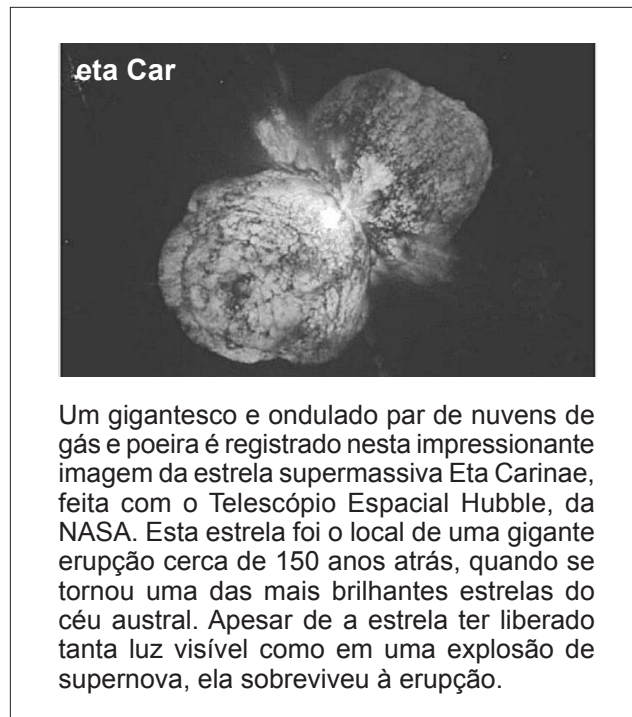 eta Car
Um gigantesco e ondulado par de nuvens de
gás e poeira é registrado nesta impressionante
imagem da estrela supermassiva Eta Carinae,
feita com o Telescópio Espacial Hubble, da
NASA. Esta estrela foi o local de uma gigante
erupção cerca de 150 anos atrás, quando se
tornou uma das mais brilhantes estrelas do
céu austral. Apesar de a estrela ter liberado
tanta luz visível como em uma explosão de
supernova, ela sobreviveu à erupção.